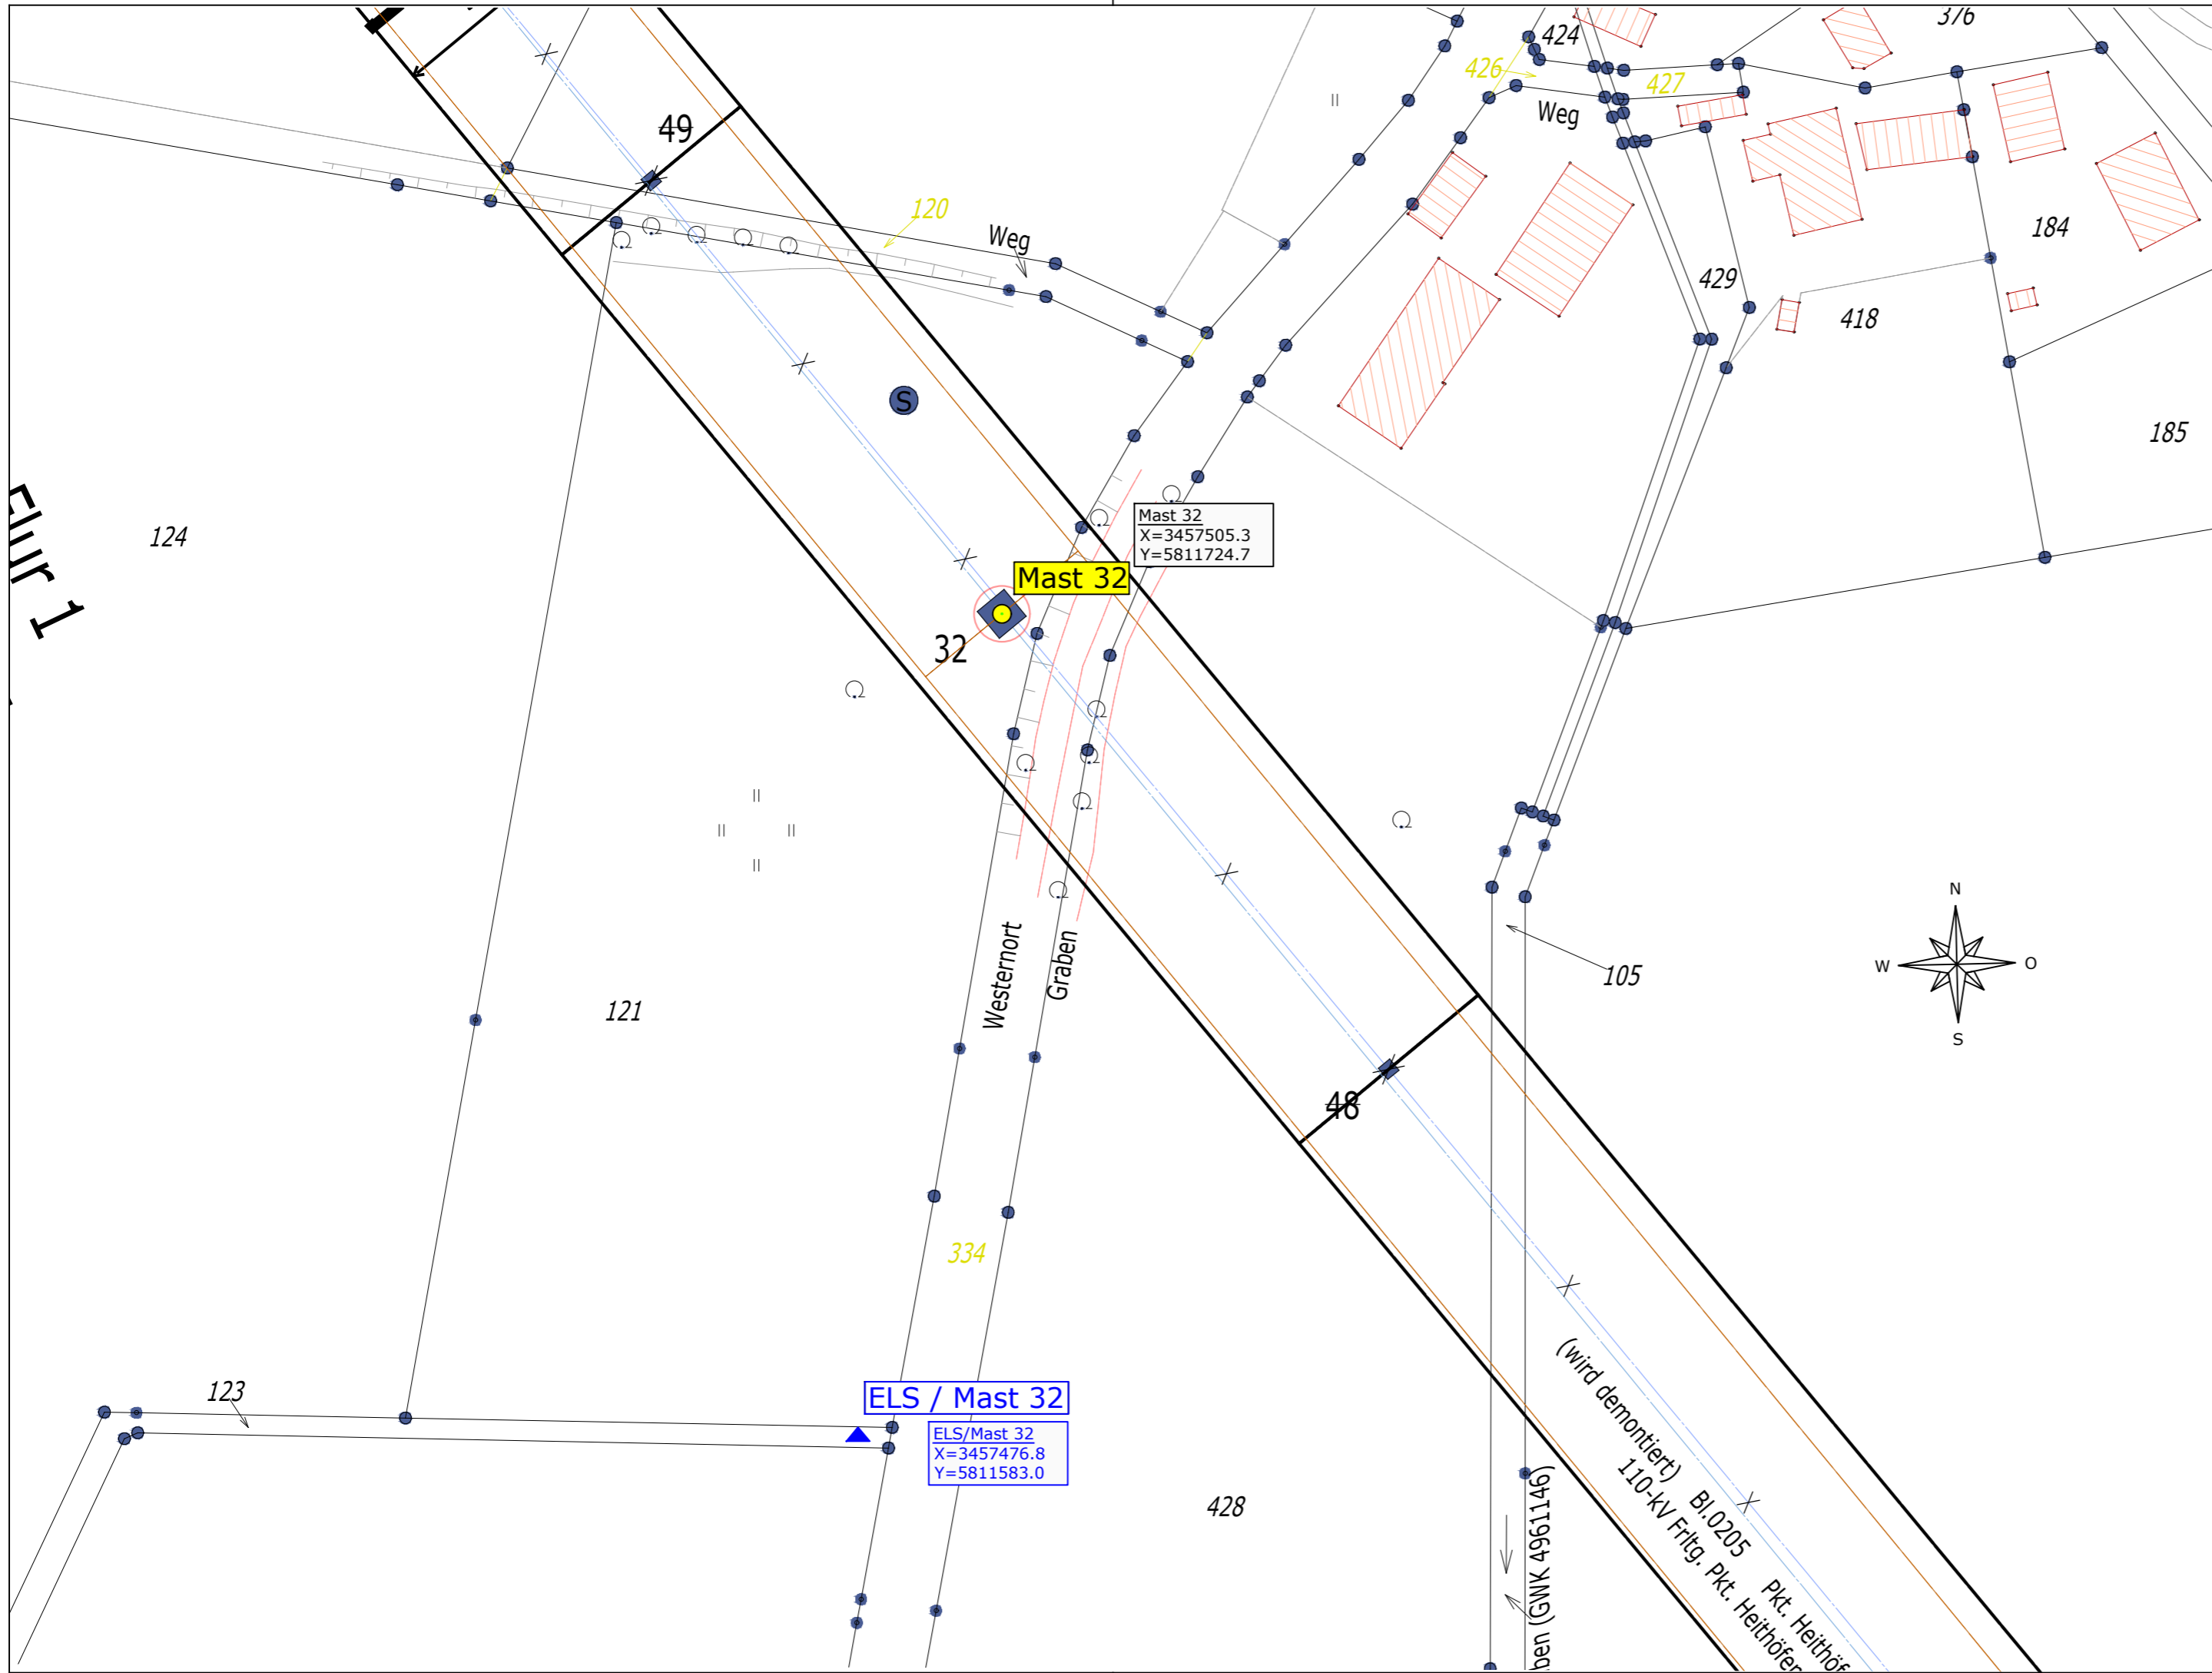 376
424
426
427
Weg
49
120
Weg
184
429
418
185
S
Mast 32
X=3457505.3
Y=5811724.7
124
Flur 1
Mast 32
32
N
W
O
S
105
Westernort
Graben
121
48
334
(wird demontiert)
Bl.0205
110-kV Frltg. Pkt. Heithöfen
Pkt. Heithöf
123
ELS / Mast 32
ELS/Mast 32
X=3457476.8
Y=5811583.0
428
ben (GWK 4961146)